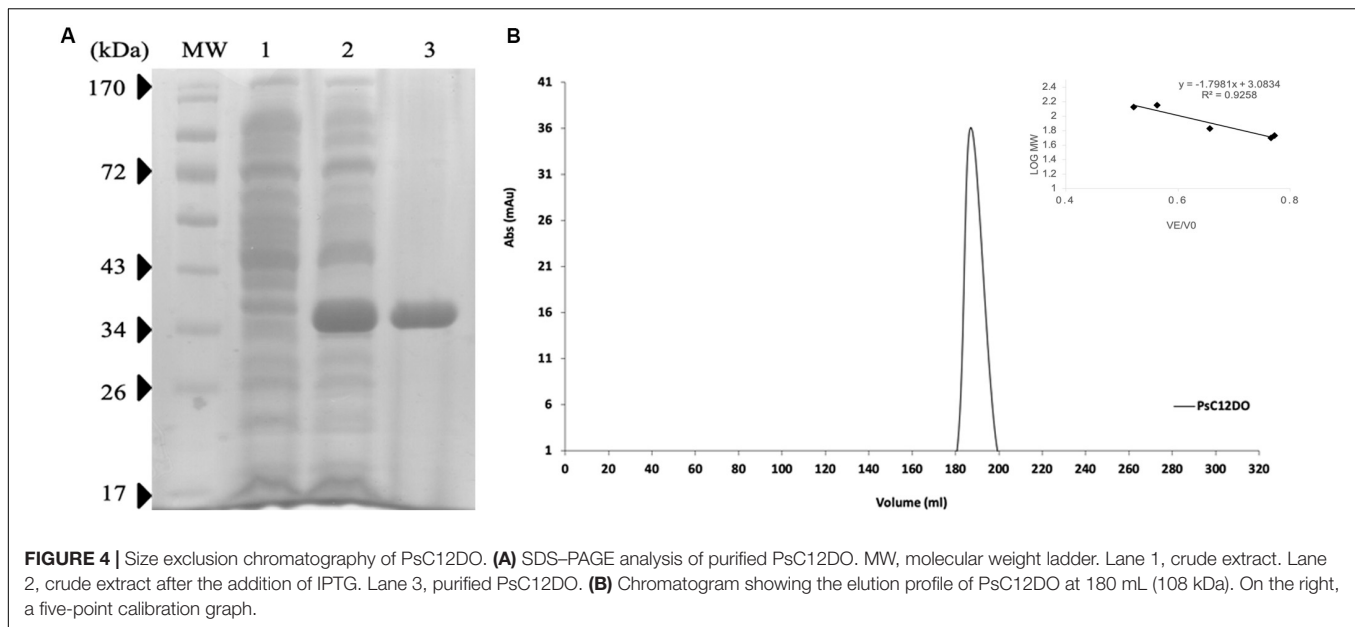 A
(kDa) MW 1 2 3
170
72
43
34
26
17
B
41
36
31
26
21
16
11
6
1
Abs (mAu)
0 20 40 60 80 100 120 140 160 180 200 220 240 260 280 300 320
Volume (ml)
PsC12DO
y = -1.7981x + 3.0834
R² = 0.9258
2.4
2.2
2
1.8
1.6
1.4
1.2
1
LOG MW
0.4 0.6 0.8
VE/V0
FIGURE 4 | Size exclusion chromatography of PsC12DO. (A) SDS–PAGE analysis of purified PsC12DO. MW, molecular weight ladder. Lane 1, crude extract. Lane
2, crude extract after the addition of IPTG. Lane 3, purified PsC12DO. (B) Chromatogram showing the elution profile of PsC12DO at 180 mL (108 kDa). On the right,
a five-point calibration graph.